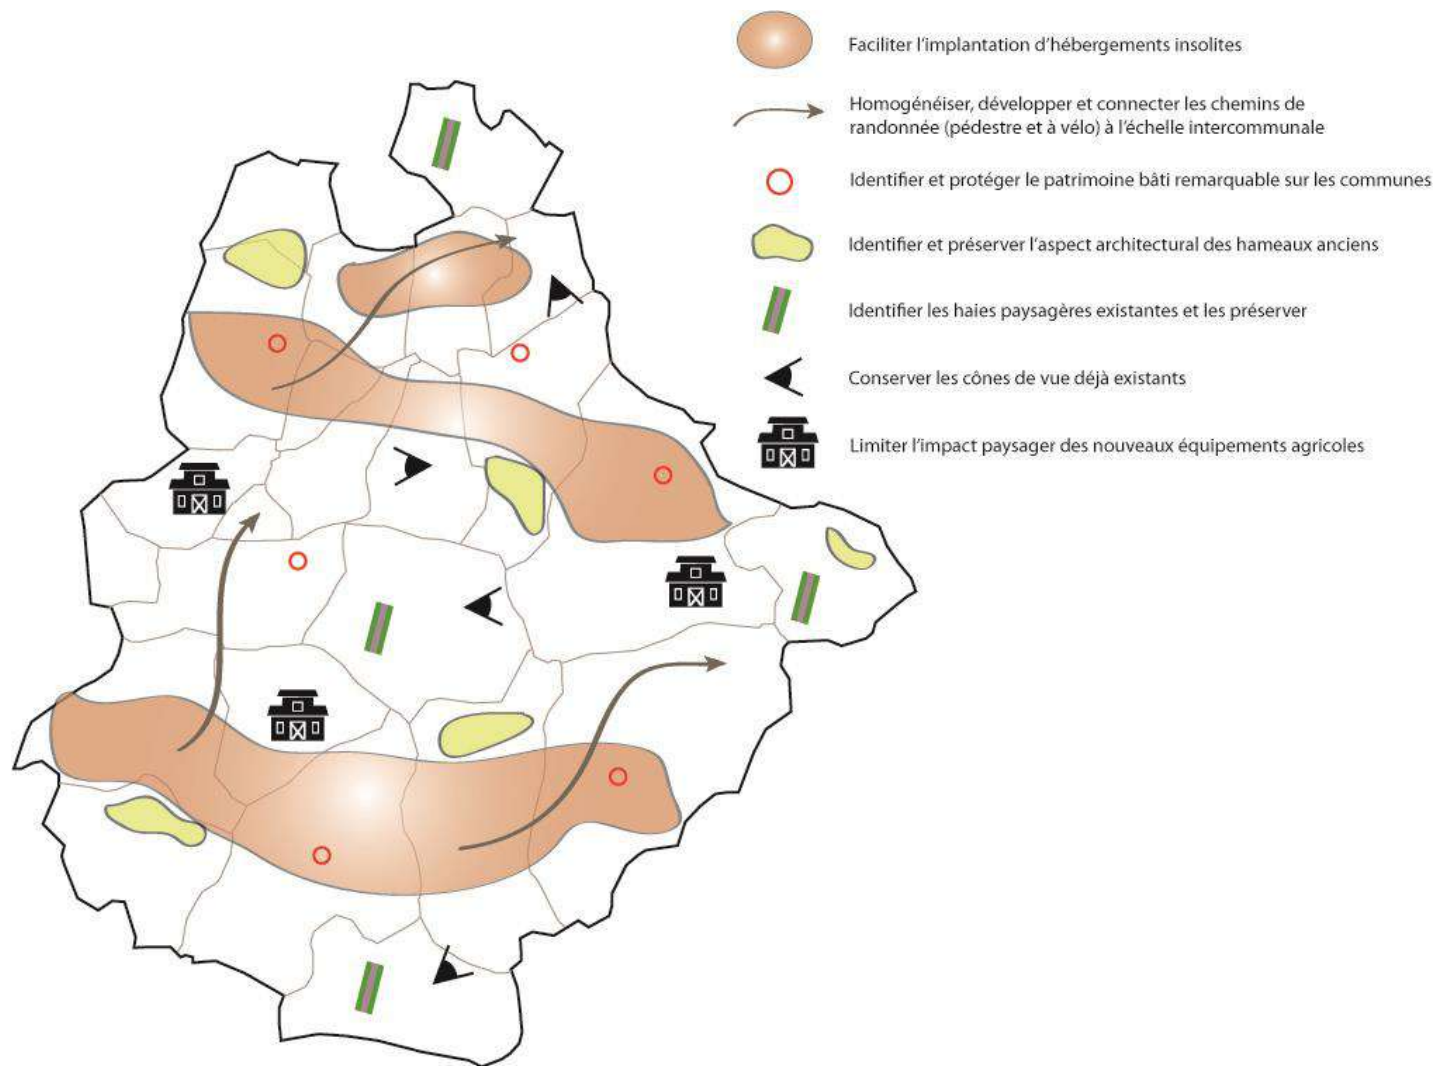 Faciliter l'implantation d'hébergements insolites
Homogénéiser, développer et connecter les chemins de
randonnée (pédestre et à vélo) à l'échelle intercommunale
Identifier et protéger le patrimoine bâti remarquable sur les communes
Identifier et préserver l'aspect architectural des hameaux anciens
Identifier les haies paysagères existantes et les préserver
Conserver les cônes de vue déjà existants
Limiter l'impact paysager des nouveaux équipements agricoles